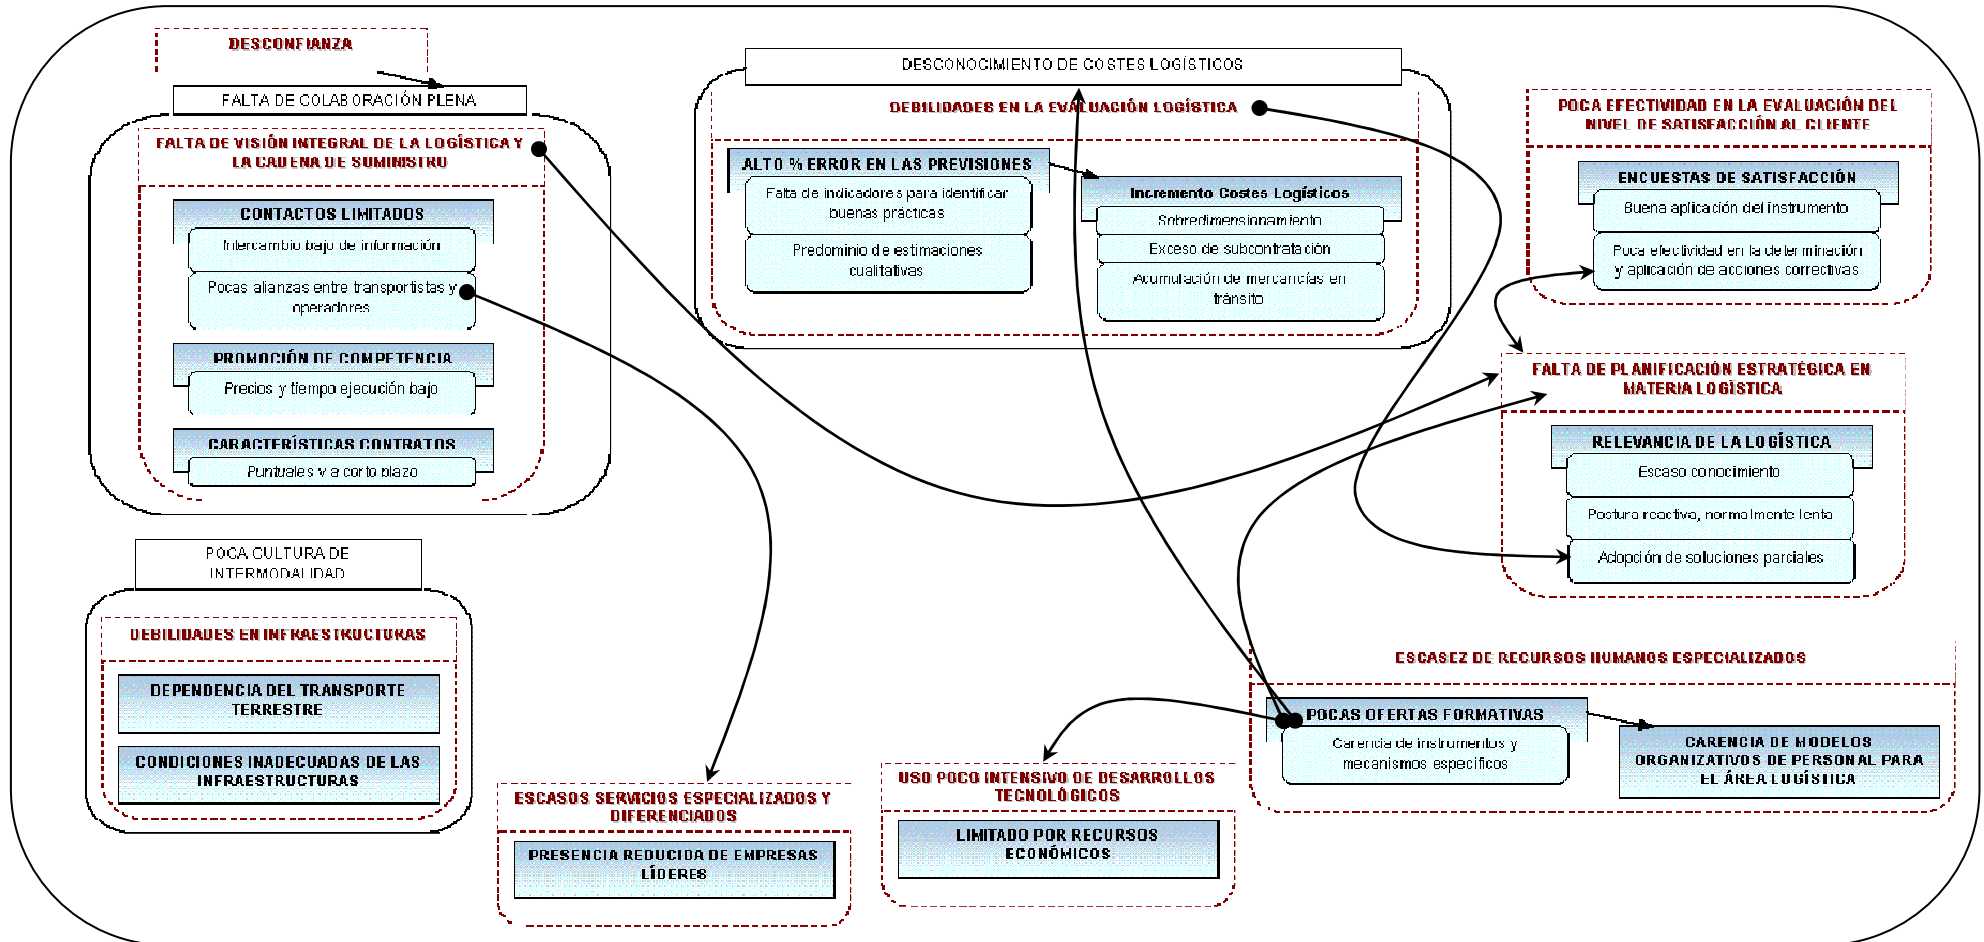 DESCONFIANZA
FALTA DE COLABORACIÓN PLENA
FALTA DE VISIÓN INTEGRAL DE LA LOGÍSTICA Y
LA CADENA DE SUMINISTRO
CONTACTOS LIMITADOS
Intercambio bajo de información
Pocas alianzas entre transportistas y
operadores
PROMOCIÓN DE COMPETENCIA
Precios y tiempo ejecución bajo
CARACTERÍSTICAS CONTRATOS
Puntuales y a corto plazo
POCA CULTURA DE
INTERMODALIDAD
DEBILIDADES EN INFRAESTRUCTURAS
DEPENDENCIA DEL TRANSPORTE
TERRESTRE
CONDICIONES INADECUADAS DE LAS
INFRAESTRUCTURAS
DESCONOCIMIENTO DE COSTES LOGÍSTICOS
DEBILIDADES EN LA EVALUACIÓN LOGÍSTICA
ALTO % ERROR EN LAS PREVISIONES
Falta de indicadores para identificar
buenas prácticas
Predominio de estimaciones
cualitativas
Incremento Costes Logísticos
Sobredimensionamiento
Exceso de subcontratación
Acumulación de mercancías en
tránsito
POCA EFECTIVIDAD EN LA EVALUACIÓN DEL
NIVEL DE SATISFACCIÓN AL CLIENTE
ENCUESTAS DE SATISFACCIÓN
Buena aplicación del instrumento
Poca efectividad en la determinación
y aplicación de acciones correctivas
FALTA DE PLANIFICACIÓN ESTRATÉGICA EN
MATERIA LOGÍSTICA
RELEVANCIA DE LA LOGÍSTICA
Escaso conocimiento
Postura reactiva, normalmente lenta
Adopción de soluciones parciales
ESCASEZ DE RECURSOS HUMANOS ESPECIALIZADOS
POCAS OFERTAS FORMATIVAS
Carencia de instrumentos y
mecanismos específicos
CARENCIA DE MODELOS
ORGANIZATIVOS DE PERSONAL PARA
EL ÁREA LOGÍSTICA
USO POCO INTENSIVO DE DESARROLLOS
TECNOLÓGICOS
LIMITADO POR RECURSOS
ECONÓMICOS
ESCASOS SERVICIOS ESPECIALIZADOS Y
DIFERENCIADOS
PRESENCIA REDUCIDA DE EMPRESAS
LÍDERES